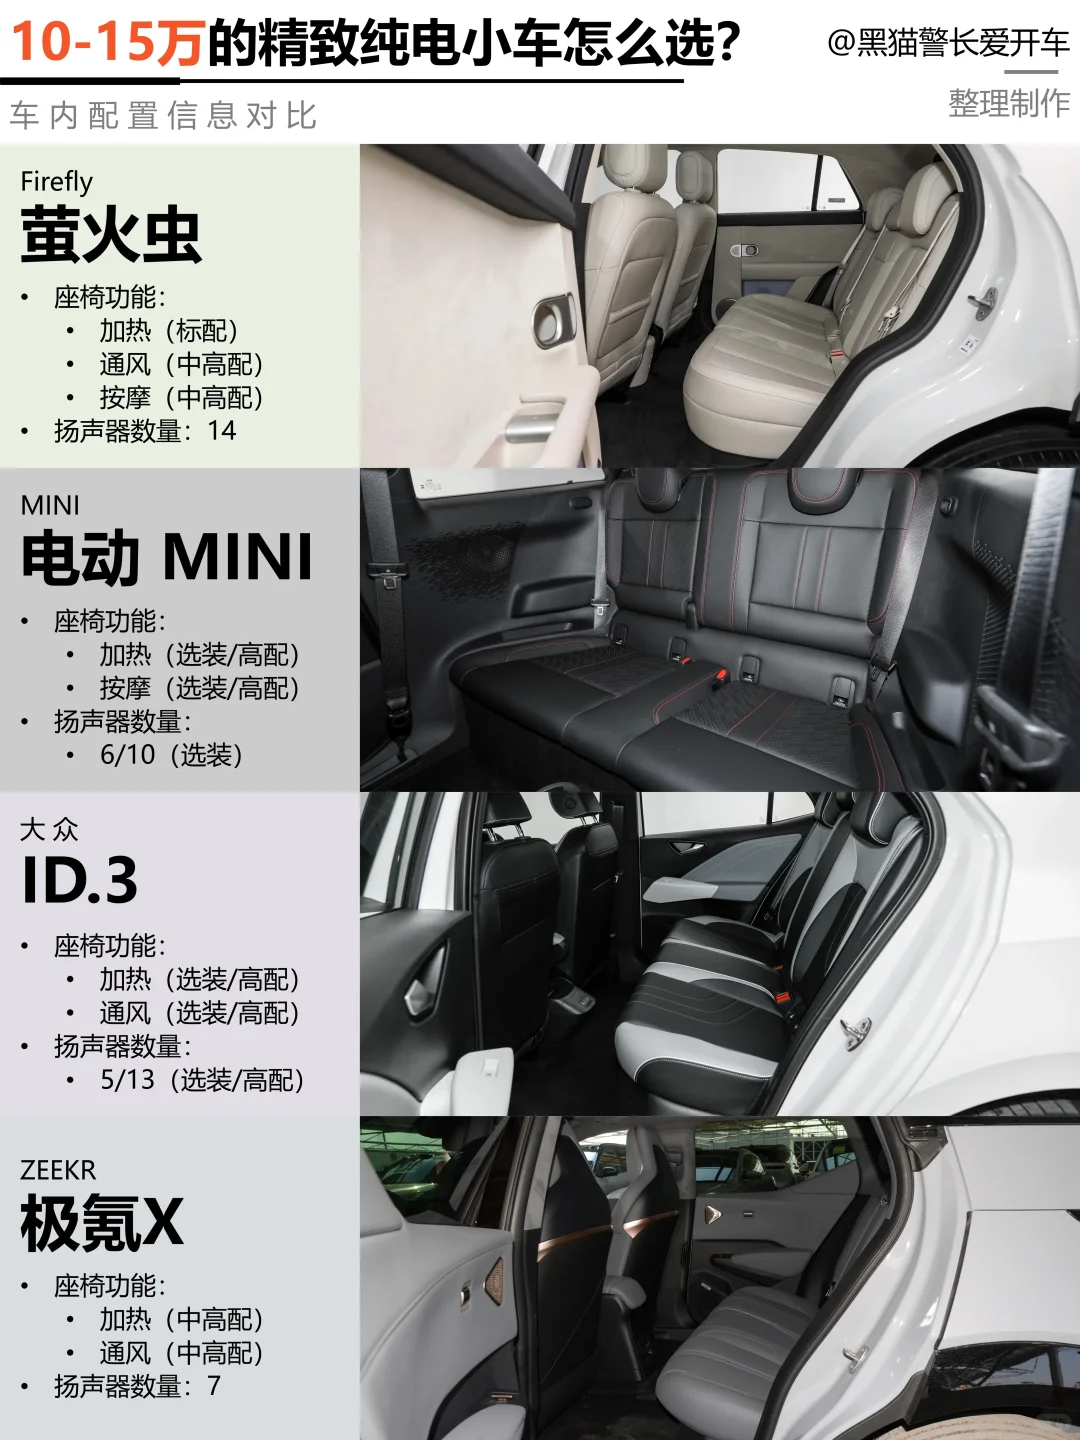 10-15万的精致纯电小车怎么选？
@黑猫警长爱开车
车内配置信息对比
整理制作
Firefly
萤火虫
• 座椅功能：
• 加热（标配）
• 通风（中高配）
• 按摩（中高配）
• 扬声器数量：14
MINI
电动 MINI
• 座椅功能：
• 加热（选装/高配）
• 按摩（选装/高配）
• 扬声器数量：
• 6/10（选装）
大众
ID.3
• 座椅功能：
• 加热（选装/高配）
• 通风（选装/高配）
• 扬声器数量：
• 5/13（选装/高配）
ZEEKR
极氪X
• 座椅功能：
• 加热（中高配）
• 通风（中高配）
• 扬声器数量：7